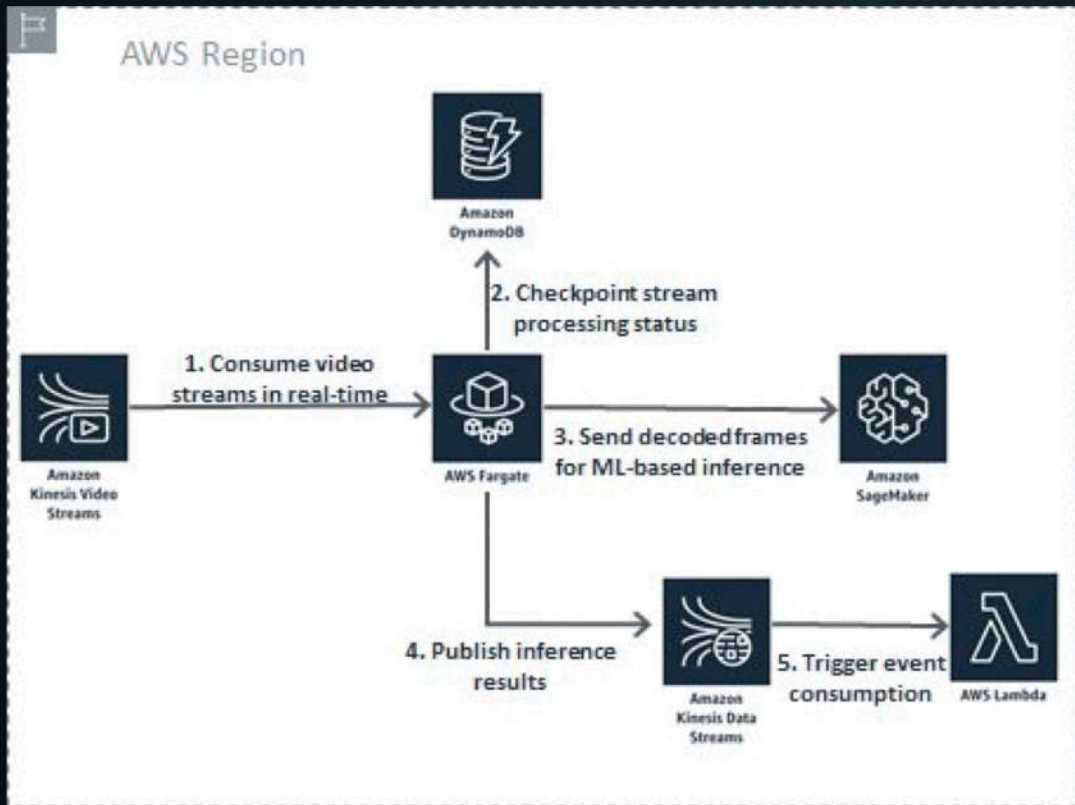 AWS Region
Amazon
DynamoDB
2. Checkpoint stream
processing status
1. Consume video
streams in real-time
Amazon
Kinesis Video
Streams
AWS Fargate
3. Send decoded frames
for ML-based inference
Amazon
SageMaker
4. Publish inference
results
Amazon
Kinesis Data
Streams
5. Trigger event
consumption
AWS Lambda